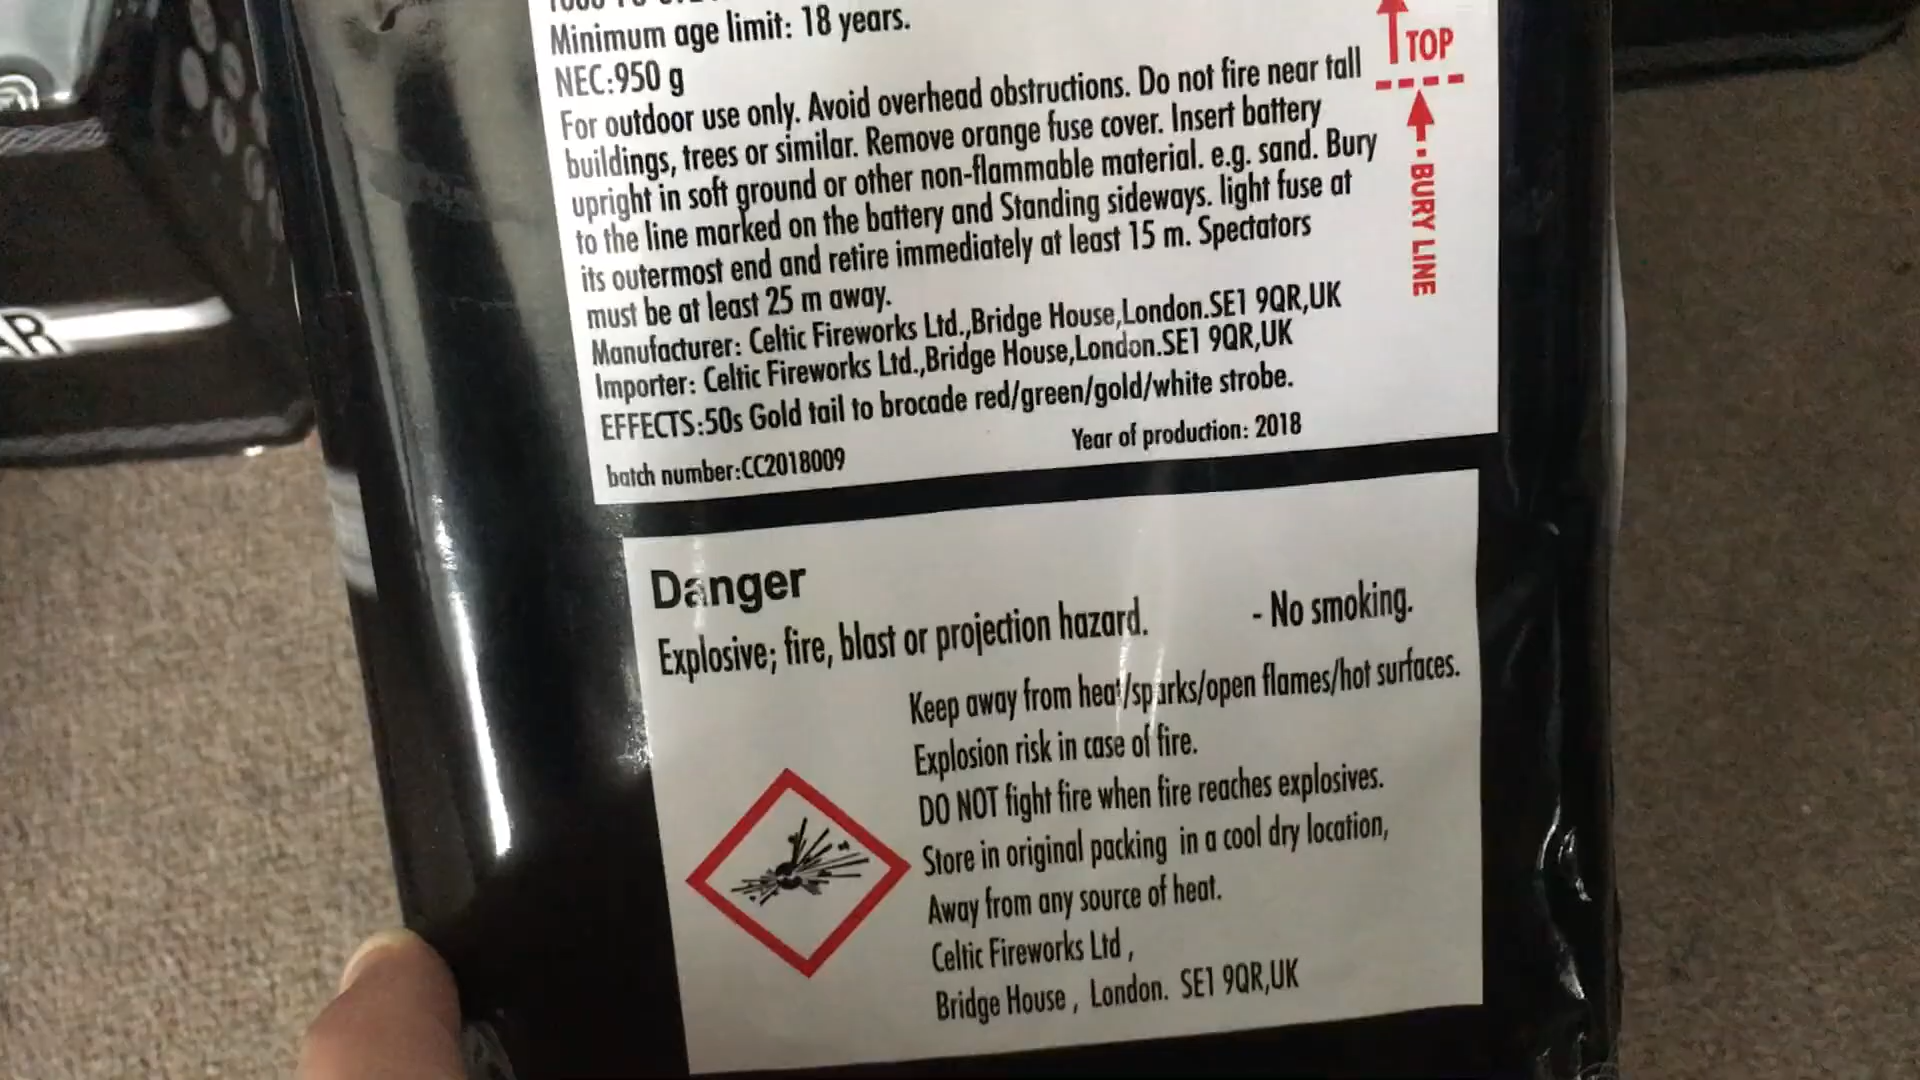 Minimum age limit: 18 years.
NEC:950 g
For outdoor use only. Avoid overhead obstructions. Do not fire near tall
buildings, trees or similar. Remove orange fuse cover. Insert battery
upright in soft ground or other non-flammable material. e.g. sand. Bury
to the line marked on the battery and Standing sideways. light fuse at
its outermost end and retire immediately at least 15 m. Spectators
must be at least 25 m away.
Manufacturer: Celtic Fireworks Ltd.,Bridge House,London.SE1 9QR,UK
Importer: Celtic Fireworks Ltd.,Bridge House,London.SE1 9QR,UK
EFFECTS:50s Gold tail to brocade red/green/gold/white strobe.
batch number:CC2018009
Year of production: 2018
TOP
BURY LINE
Danger
Explosive; fire, blast or projection hazard.
- No smoking.
Keep away from heat/sparks/open flames/hot surfaces.
Explosion risk in case of fire.
DO NOT fight fire when fire reaches explosives.
Store in original packing in a cool dry location,
Away from any source of heat.
Celtic Fireworks Ltd ,
Bridge House , London. SE1 9QR,UK